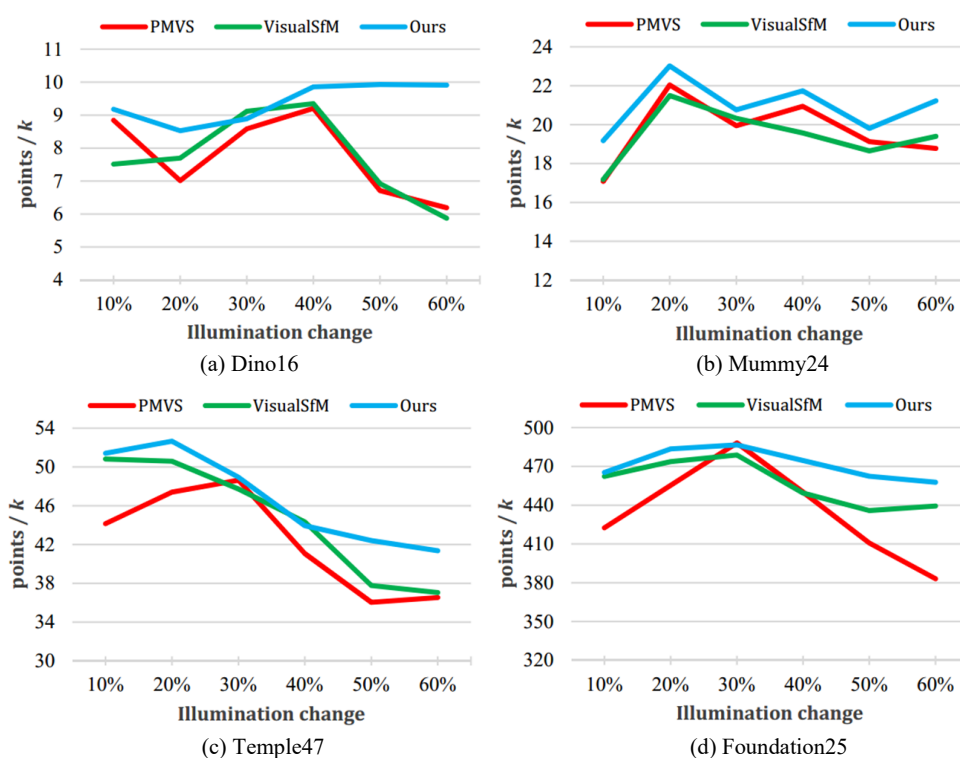 PMVS VisualSfM Ours
11
10
9
8
7
6
5
4
points / k
10% 20% 30% 40% 50% 60%
Illumination change
(a) Dino16
PMVS VisualSfM Ours
24
22
20
18
16
14
12
points / k
10% 20% 30% 40% 50% 60%
Illumination change
(b) Mummy24
PMVS VisualSfM Ours
54
50
46
42
38
34
30
points / k
10% 20% 30% 40% 50% 60%
Illumination change
(c) Temple47
PMVS VisualSfM Ours
500
470
440
410
380
350
320
points / k
10% 20% 30% 40% 50% 60%
Illumination change
(d) Foundation25